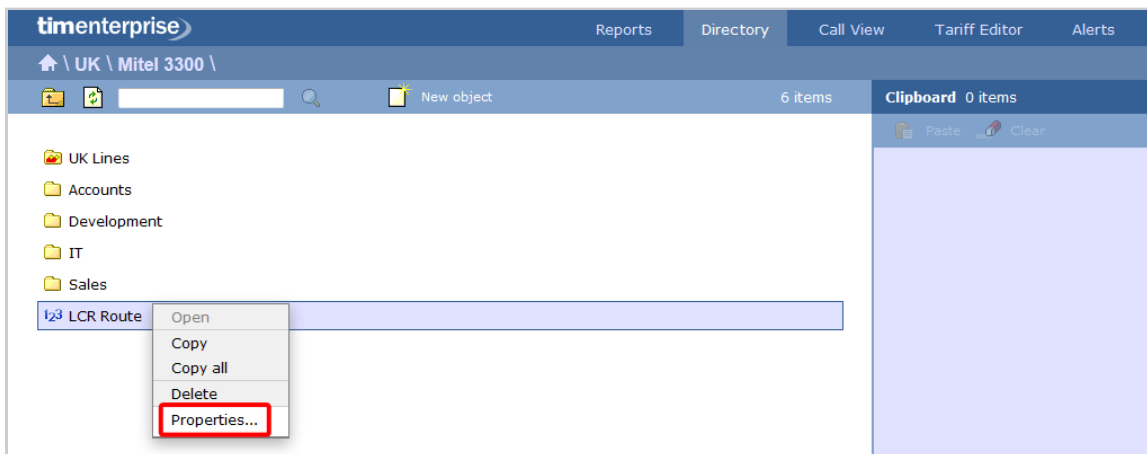 timenterprise
Reports Directory Call View Tariff Editor Alerts
\ UK \ Mitel 3300 \
New object 6 items Clipboard 0 items
Paste Clear
UK Lines
Accounts
Development
IT
Sales
123 LCR Route
Open
Copy
Copy all
Delete
Properties...